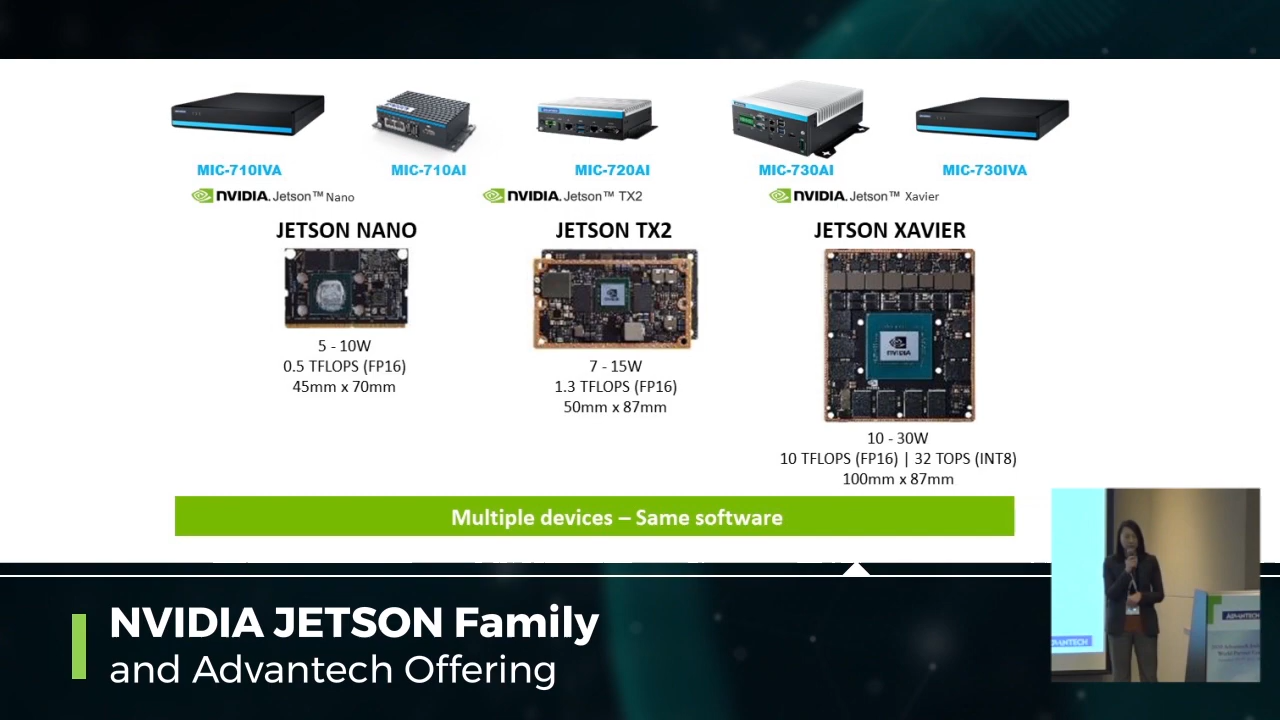 MIC-710IVA
MIC-710AI
MIC-720AI
MIC-730AI
MIC-730IVA
NVIDIA. Jetson™ Nano
NVIDIA. Jetson™ TX2
NVIDIA. Jetson™ Xavier
JETSON NANO
JETSON TX2
JETSON XAVIER
NVIDIA
5 - 10W
0.5 TFLOPS (FP16)
45mm x 70mm
7 - 15W
1.3 TFLOPS (FP16)
50mm x 87mm
10 - 30W
10 TFLOPS (FP16) | 32 TOPS (INT8)
100mm x 87mm
Multiple devices – Same software
ADVANTECH
NVIDIA JETSON Family
and Advantech Offering